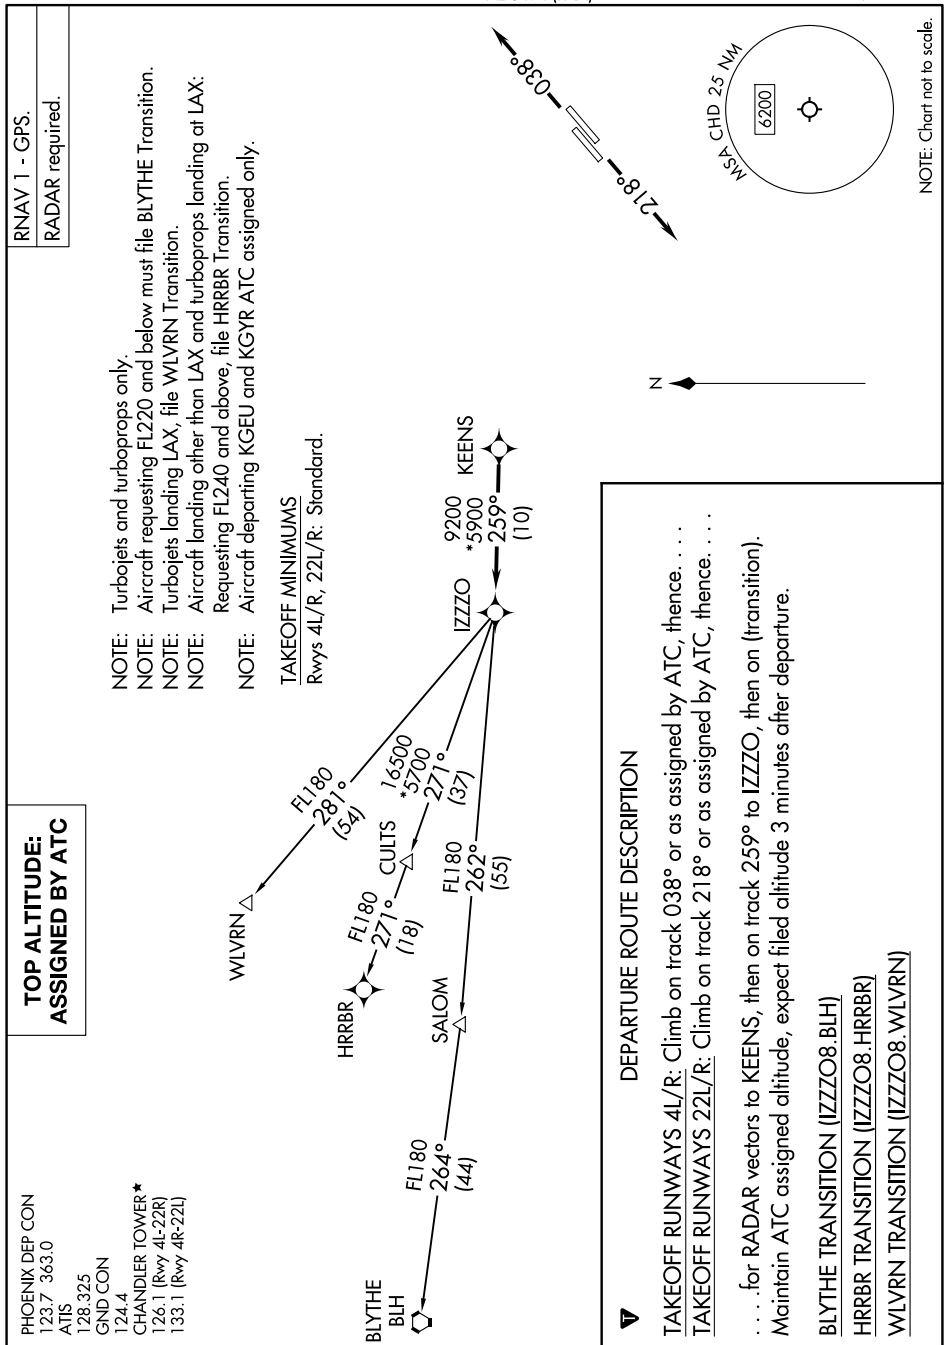 TOP ALTITUDE:
ASSIGNED BY ATC
RNAV 1 - GPS.
RADAR required.
PHOENIX DEP CON
123.7 363.0
ATIS
128.325
GND CON
124.4
CHANDLER TOWER★
126.1 (Rwy 4L-22R)
133.1 (Rwy 4R-22L)
NOTE: Turbojets and turboprops only.
NOTE: Aircraft requesting FL220 and below must file BLYTHE Transition.
NOTE: Turbojets landing LAX, file WLVRN Transition.
NOTE: Aircraft landing other than LAX and turboprops landing at LAX:
Requesting FL240 and above, file HRRBR Transition.
NOTE: Aircraft departing KGEU and KGYR ATC assigned only.
TAKEOFF MINIMUMS
Rwys 4L/R, 22L/R: Standard.
WLVRN
FL180
281°
(54)
HRRBR
FL180
271°
(18)
CULTS
16500
*5700
271°
(37)
SALOM
FL180
262°
(55)
BLYTHE
BLH
FL180
264°
(44)
IZZZO
9200
*5900
259°
(10)
KEENS
038°
218°
N
MSA CHD 25 NM
6200
NOTE: Chart not to scale.
T
DEPARTURE ROUTE DESCRIPTION
TAKEOFF RUNWAYS 4L/R: Climb on track 038° or as assigned by ATC, thence. . . .
TAKEOFF RUNWAYS 22L/R: Climb on track 218° or as assigned by ATC, thence. . . .
. . . .for RADAR vectors to KEENS, then on track 259° to IZZZO, then on (transition).
Maintain ATC assigned altitude, expect filed altitude 3 minutes after departure.
BLYTHE TRANSITION (IZZZO8.BLH)
HRRBR TRANSITION (IZZZO8.HRRBR)
WLVRN TRANSITION (IZZZO8.WLVRN)